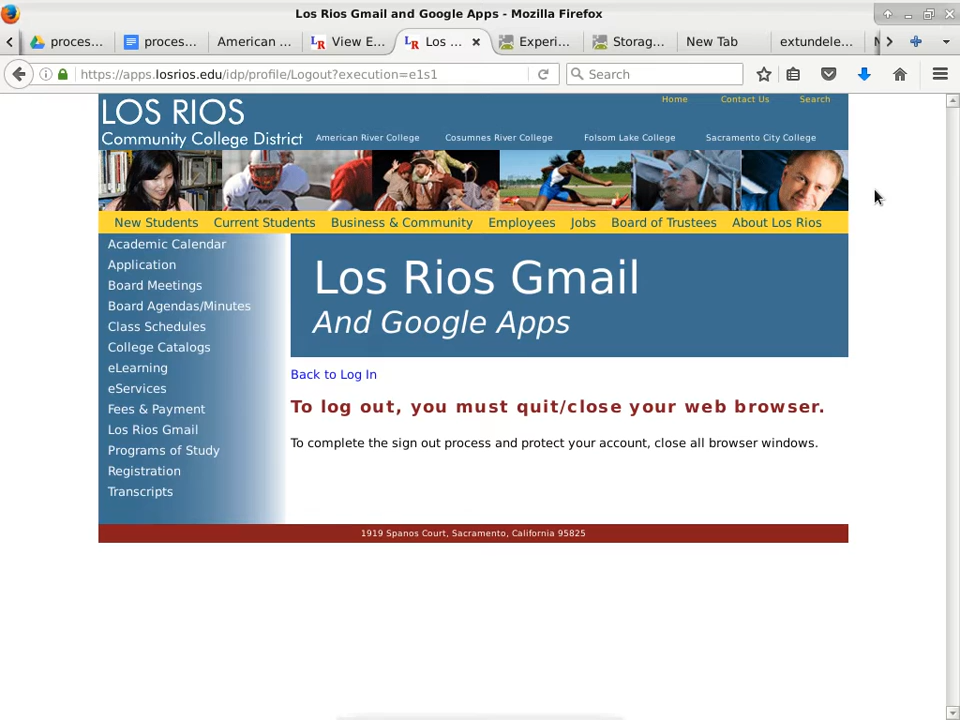 Los Rios Gmail and Google Apps - Mozilla Firefox
proces...
proces...
American ...
LR View E...
LR Los ...
Experi...
Storag...
New Tab
extundele...
https://apps.losrios.edu/idp/profile/Logout?execution=e1s1
Search
Home Contact Us Search
LOS RIOS
Community College District
American River College Cosumnes River College Folsom Lake College Sacramento City College
New Students Current Students Business & Community Employees Jobs Board of Trustees About Los Rios
Academic Calendar
Application
Board Meetings
Board Agendas/Minutes
Class Schedules
College Catalogs
eLearning
eServices
Fees & Payment
Los Rios Gmail
Programs of Study
Registration
Transcripts
Los Rios Gmail
And Google Apps
Back to Log In
To log out, you must quit/close your web browser.
To complete the sign out process and protect your account, close all browser windows.
1919 Spanos Court, Sacramento, California 95825